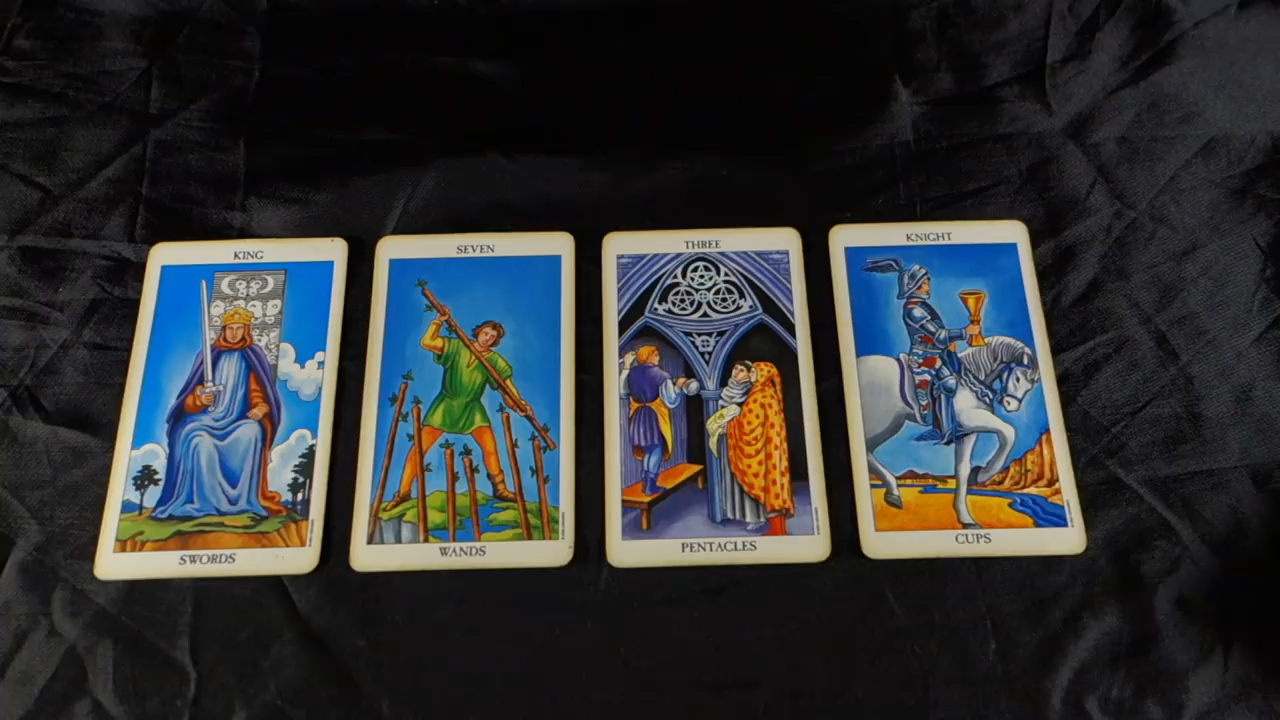 KING
SWORDS
SEVEN
WANDS
THREE
PENTACLES
KNIGHT
CUPS